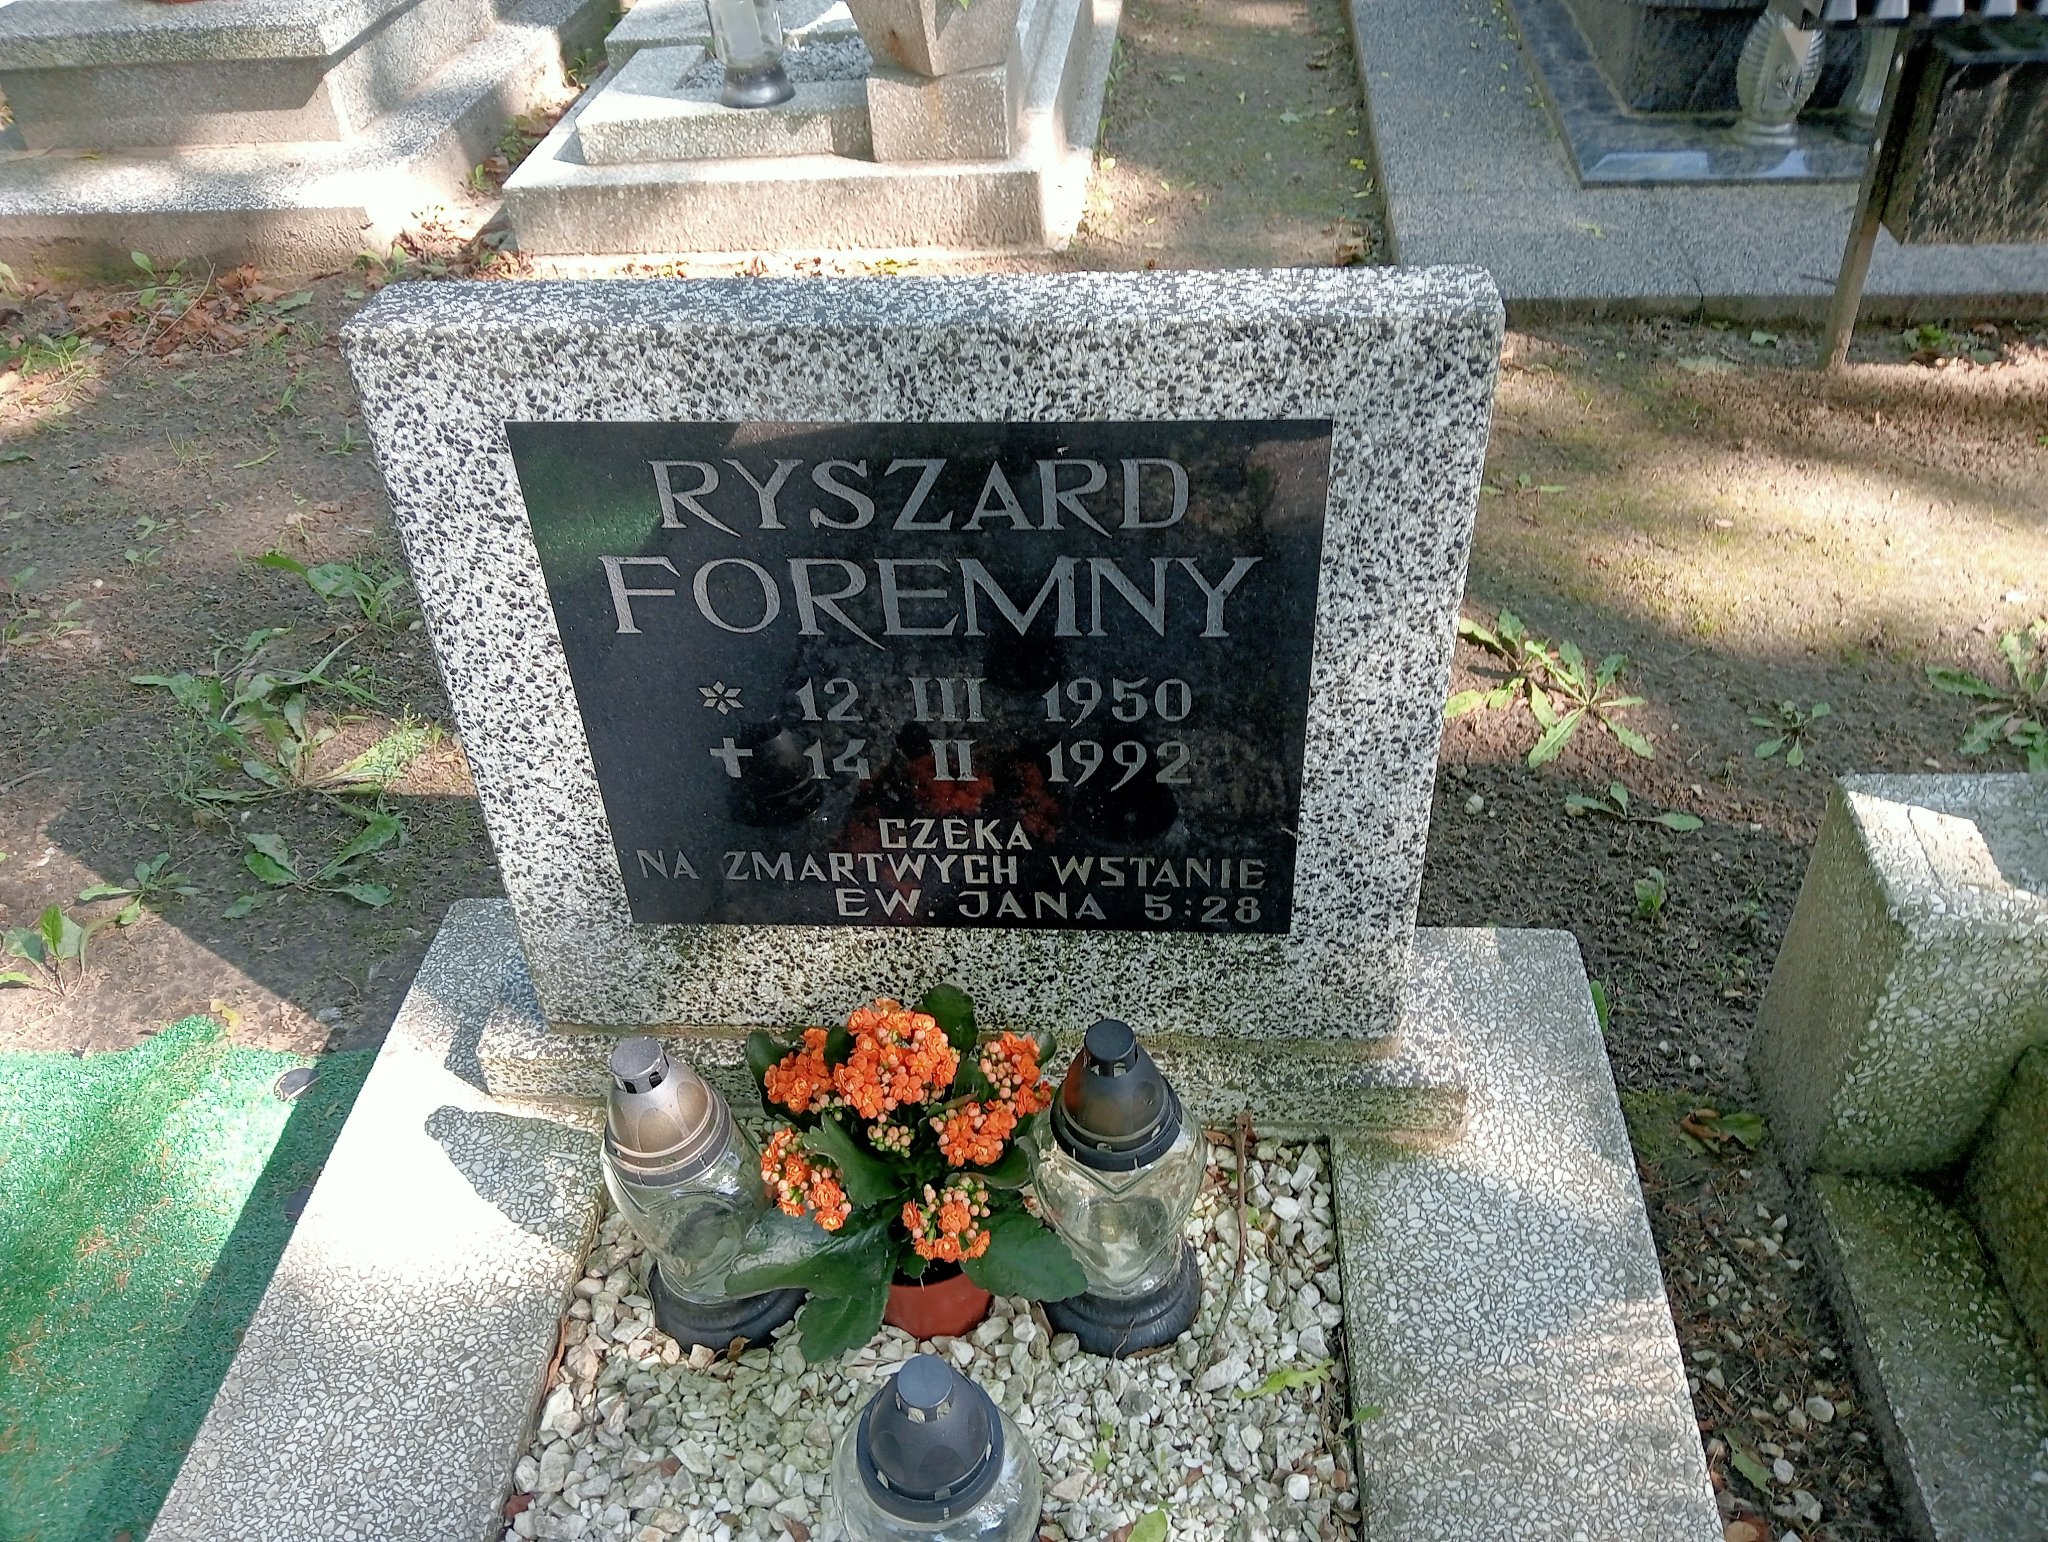 RYSZARD
FOREMNY
* 12 III 1950
✝ 14 II 1992
CZEKA
NA ZMARTWYCH WSTANIE
EW. JANA 5:28